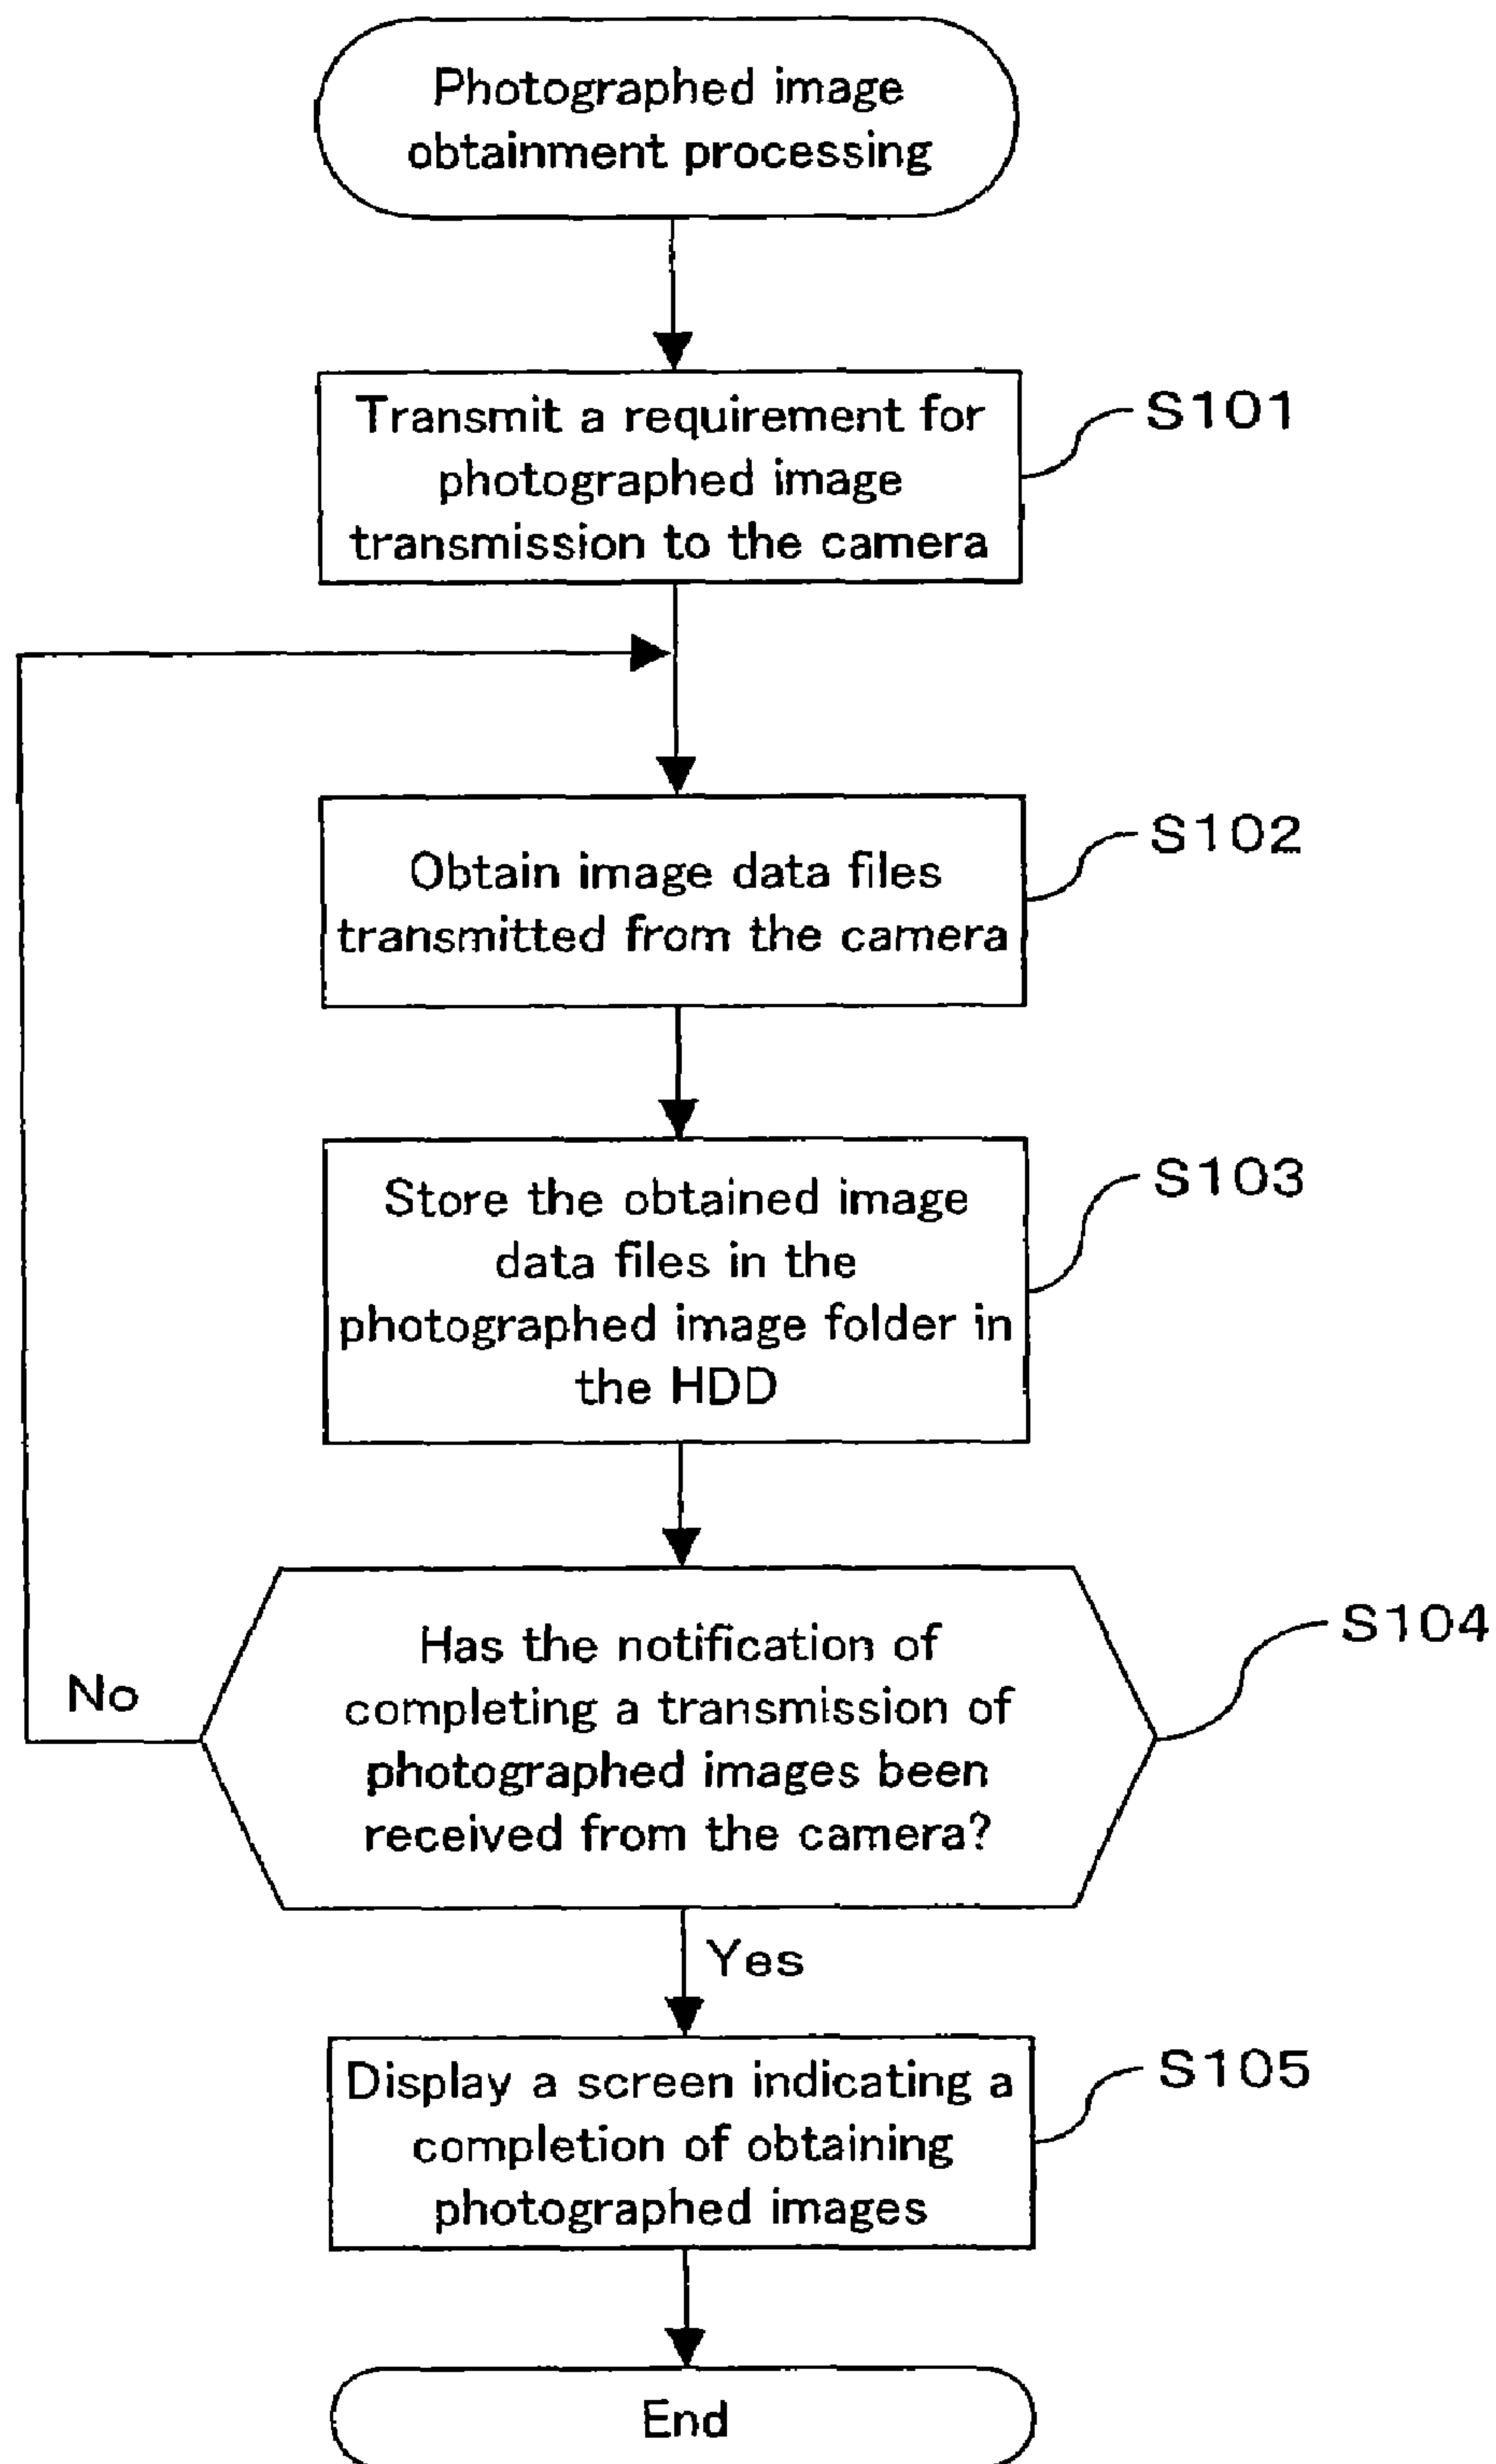 Photographed image
obtainment processing
Transmit a requirement for
photographed image
transmission to the camera
S101
Obtain image data files
transmitted from the camera
S102
Store the obtained image
data files in the
photographed image folder in
the HDD
S103
Has the notification of
completing a transmission of
photographed images been
received from the camera?
S104
No
Yes
Display a screen indicating a
completion of obtaining
photographed images
S105
End